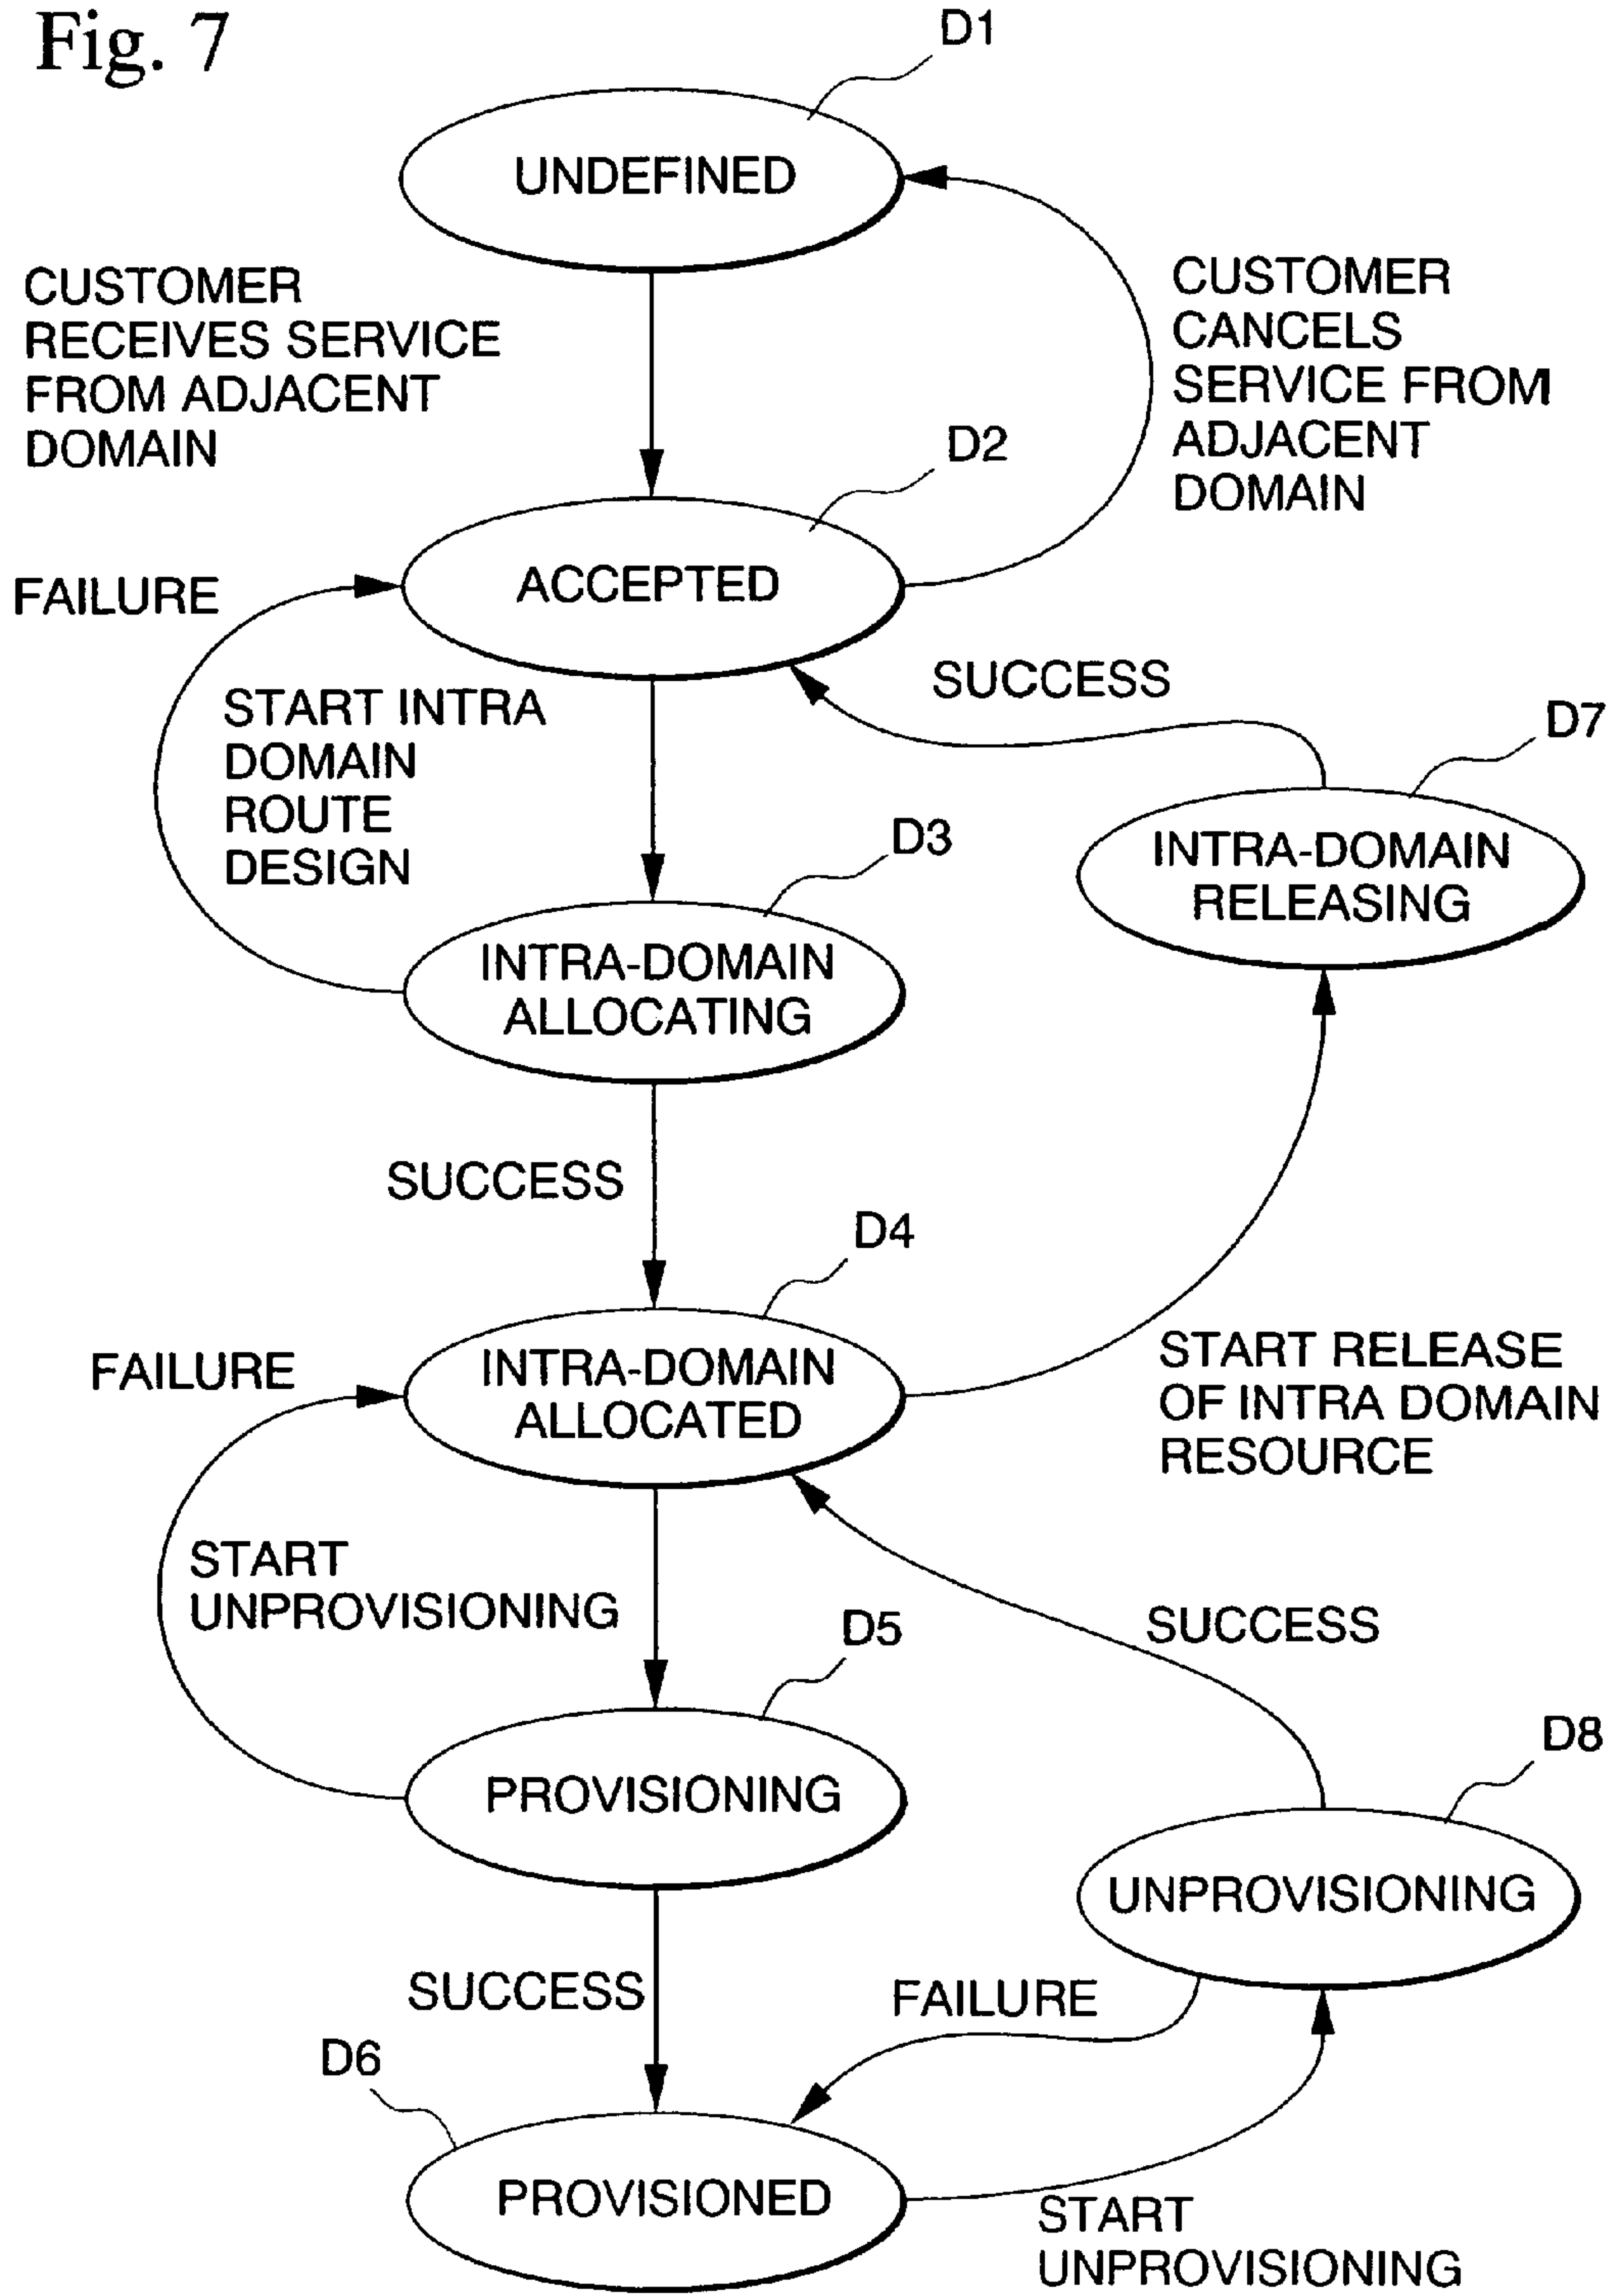 Fig. 7
D1
UNDEFINED
CUSTOMER
RECEIVES SERVICE
FROM ADJACENT
DOMAIN
CUSTOMER
CANCELS
SERVICE FROM
ADJACENT
DOMAIN
D2
ACCEPTED
FAILURE
SUCCESS
START INTRA
DOMAIN
ROUTE
DESIGN
D7
INTRA-DOMAIN
RELEASING
D3
INTRA-DOMAIN
ALLOCATING
SUCCESS
D4
INTRA-DOMAIN
ALLOCATED
FAILURE
START RELEASE
OF INTRA DOMAIN
RESOURCE
START
UNPROVISIONING
SUCCESS
D5
PROVISIONING
D8
UNPROVISIONING
SUCCESS
FAILURE
D6
PROVISIONED
START
UNPROVISIONING